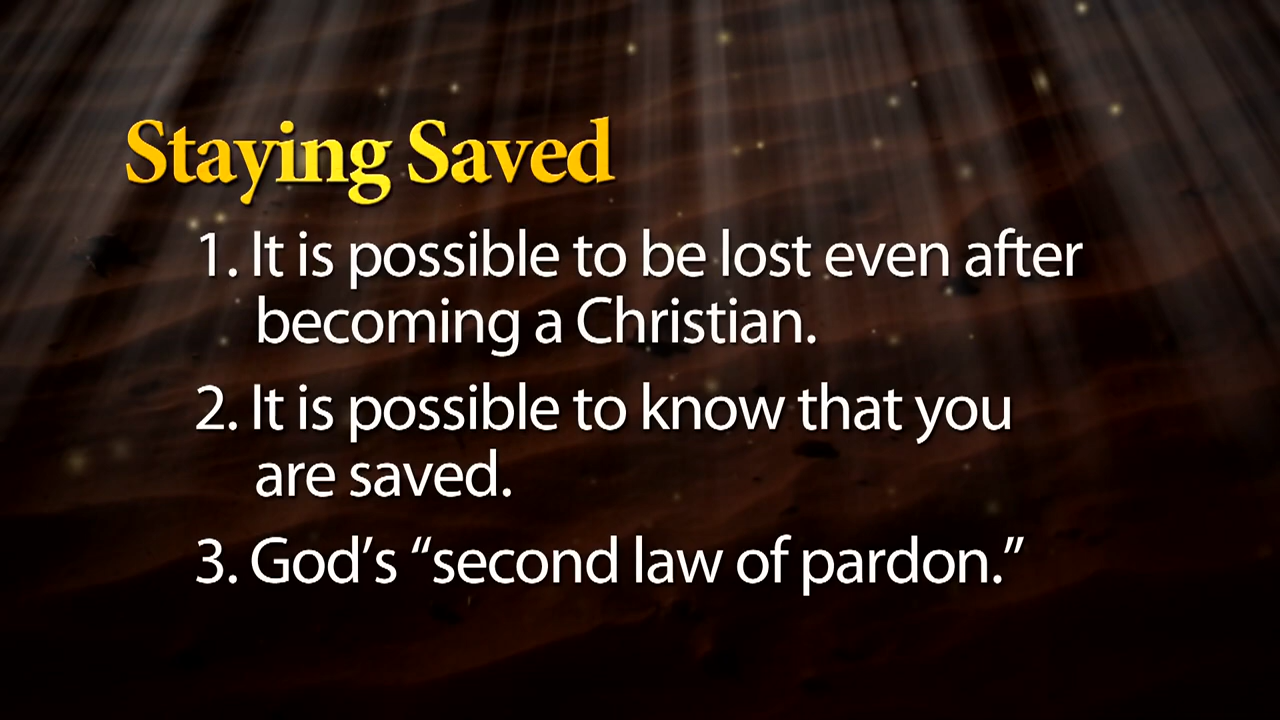 Staying Saved
1. It is possible to be lost even after
becoming a Christian.
2. It is possible to know that you
are saved.
3. God’s “second law of pardon.”